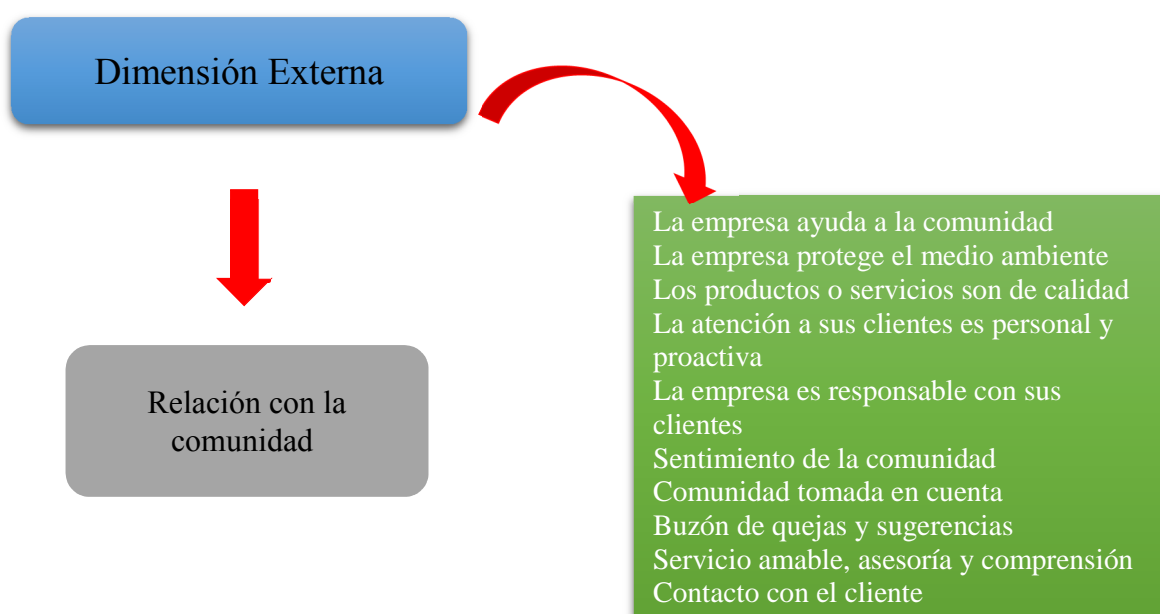 Dimensión Externa
Relación con la
comunidad
La empresa ayuda a la comunidad
La empresa protege el medio ambiente
Los productos o servicios son de calidad
La atención a sus clientes es personal y
proactiva
La empresa es responsable con sus
clientes
Sentimiento de la comunidad
Comunidad tomada en cuenta
Buzón de quejas y sugerencias
Servicio amable, asesoría y comprensión
Contacto con el cliente